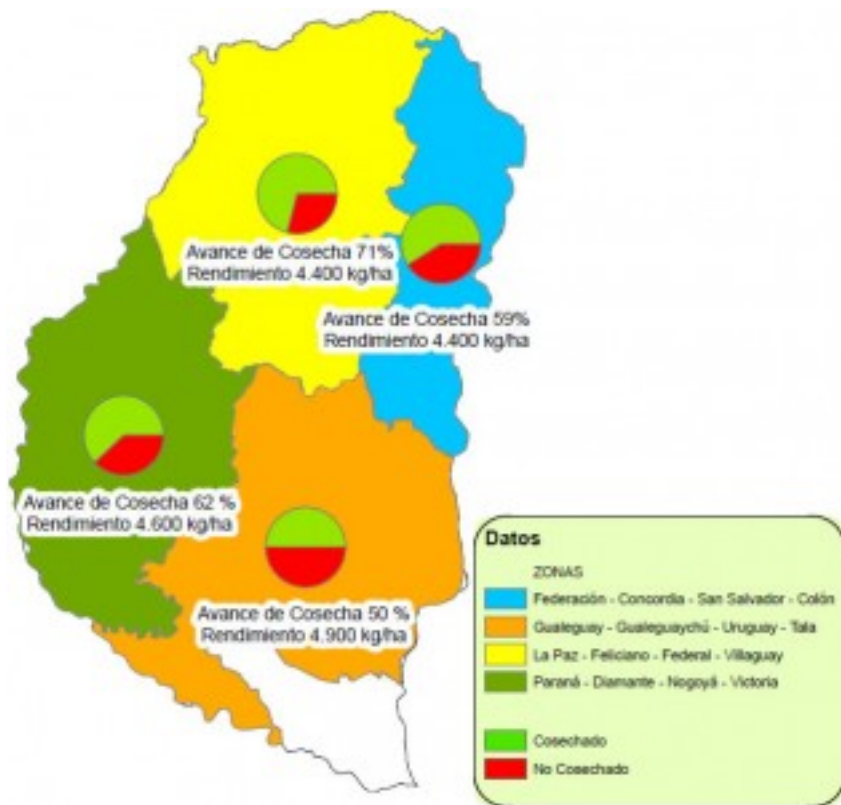 Avance de Cosecha 71%
Rendimiento 4.400 kg/ha
Avance de Cosecha 59%
Rendimiento 4.400 kg/ha
Avance de Cosecha 62 %
Rendimiento 4.600 kg/ha
Avance de Cosecha 50 %
Rendimiento 4.900 kg/ha
Datos
ZONAS
Federación - Concordia - San Salvador - Colón
Gualeguay - Gualeguaychú - Uruguay - Tala
La Paz - Feliciano - Federal - Villaguay
Paraná - Diamante - Nogoyá - Victoria
Cosechado
No Cosechado